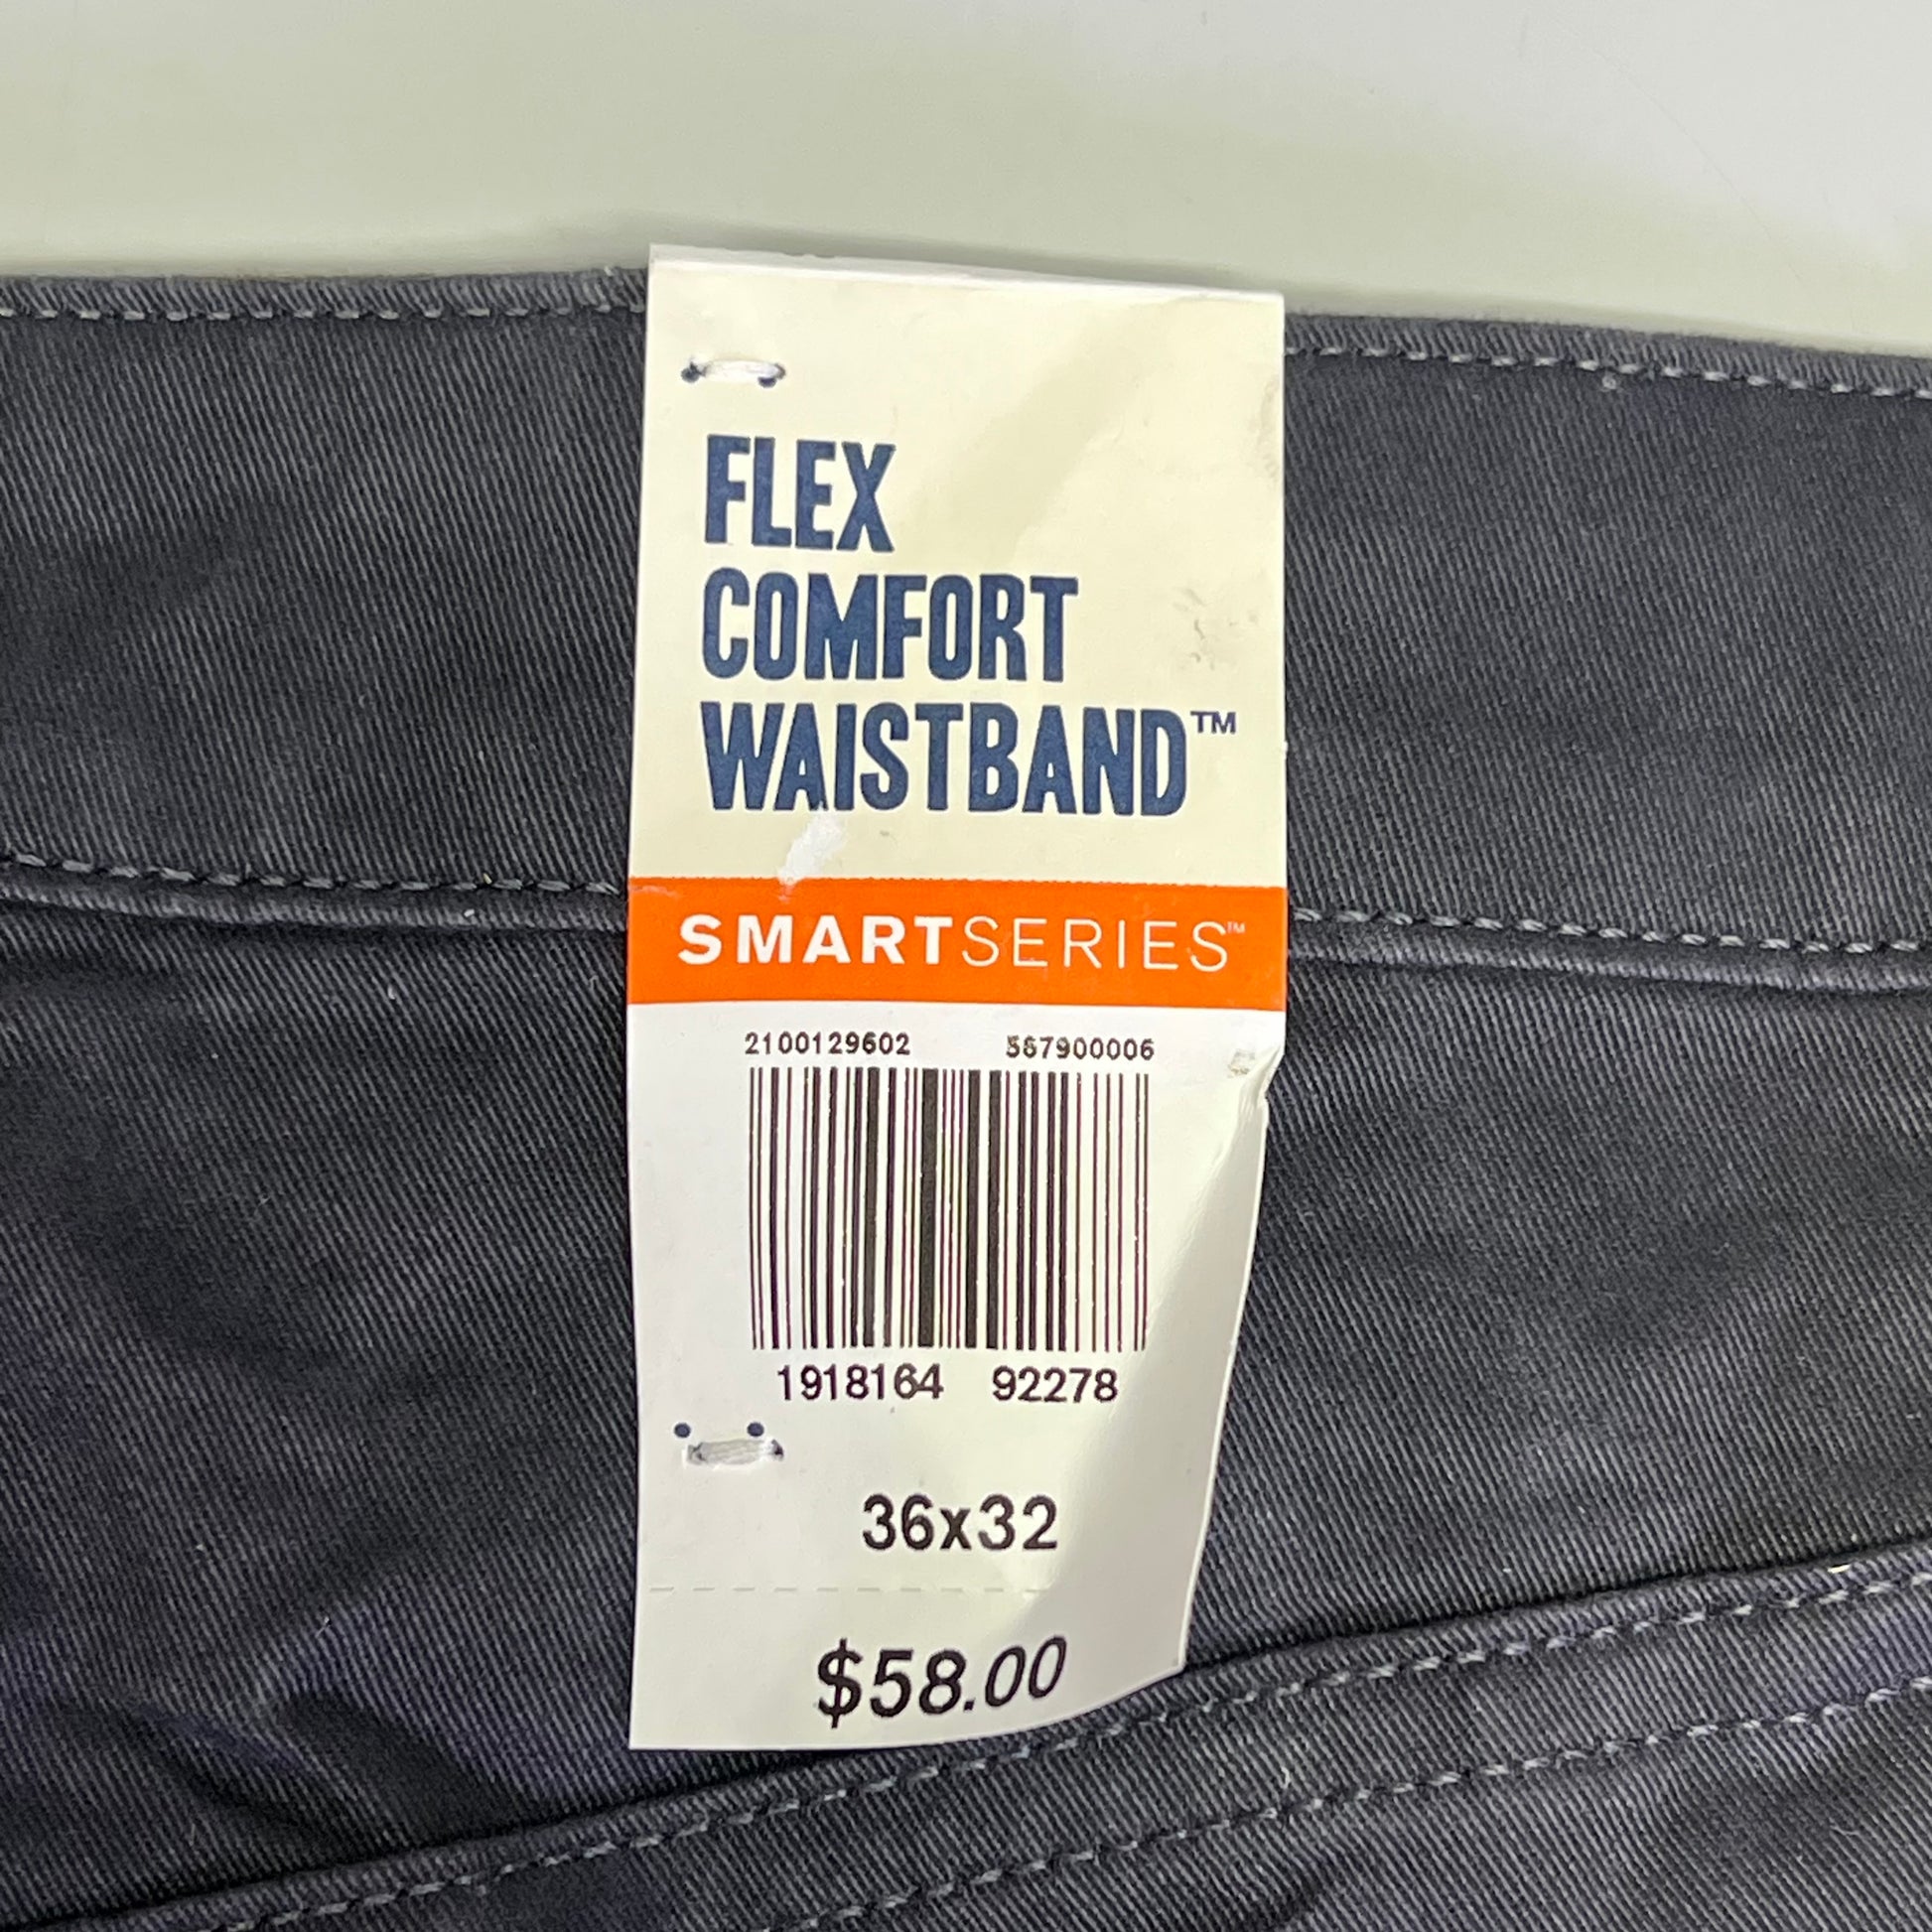 FLEX
COMFORT
WAISTBAND™
SMARTSERIES™
2100129602 567900006
1918164 92278
36x32
$58.00